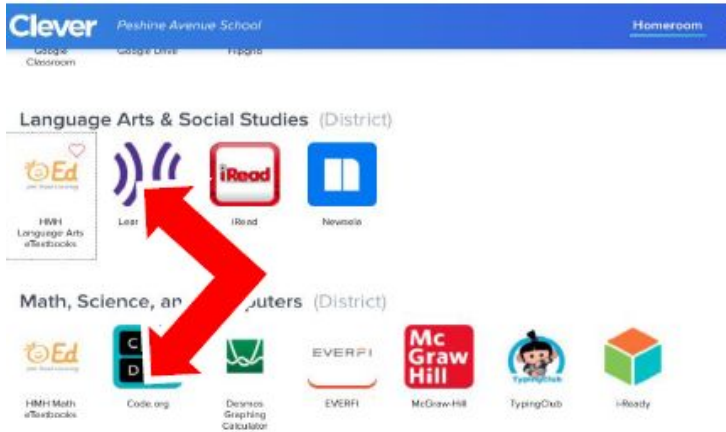 Clever Peshine Avenue School Homeroom
Google Google Drive Flipgrid
Classroom
Language Arts & Social Studies (District)
Ed iRead
HMH Lear iRead Newsela
Language Arts
eTextbooks
Math, Science, an puters (District)
Ed C EVERFI Mc
D Graw
Hill
TypingClub
HMH Math Code.org Desmos EVERFI McGraw-Hill TypingClub i-Ready
eTextbooks Graphing
Calculator